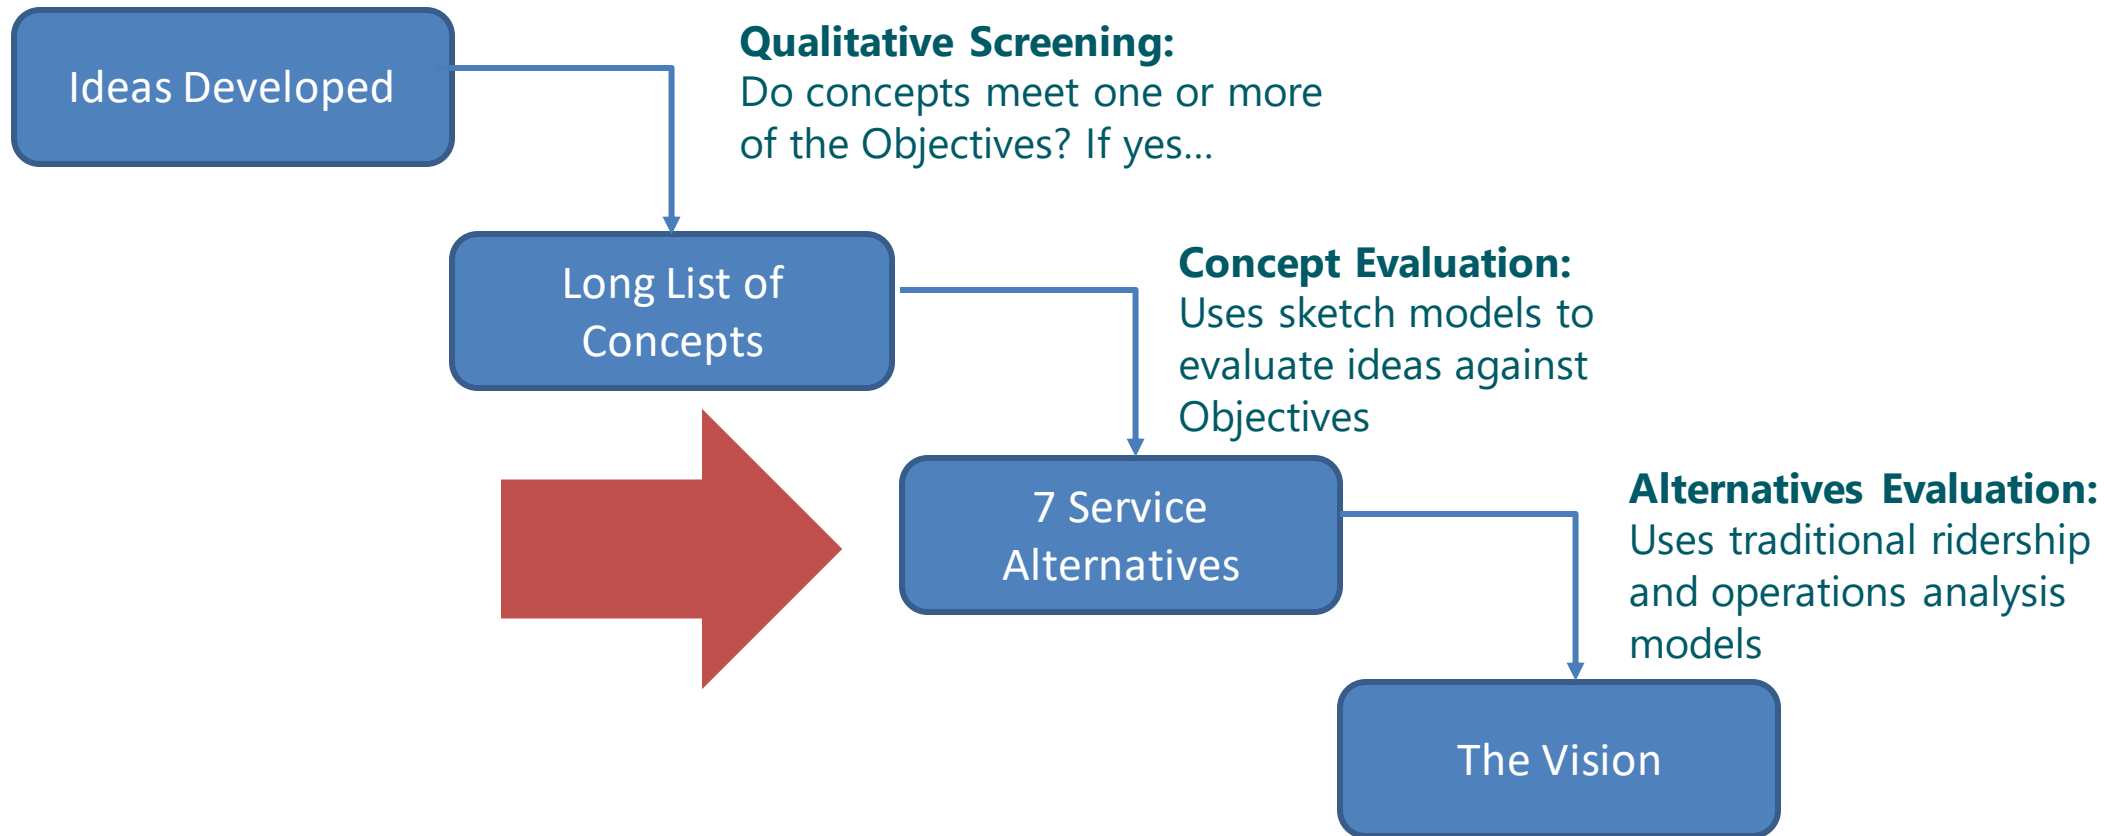 Ideas Developed
Qualitative Screening:
Do concepts meet one or more
of the Objectives? If yes...
Long List of
Concepts
Concept Evaluation:
Uses sketch models to
evaluate ideas against
Objectives
7 Service
Alternatives
Alternatives Evaluation:
Uses traditional ridership
and operations analysis
models
The Vision